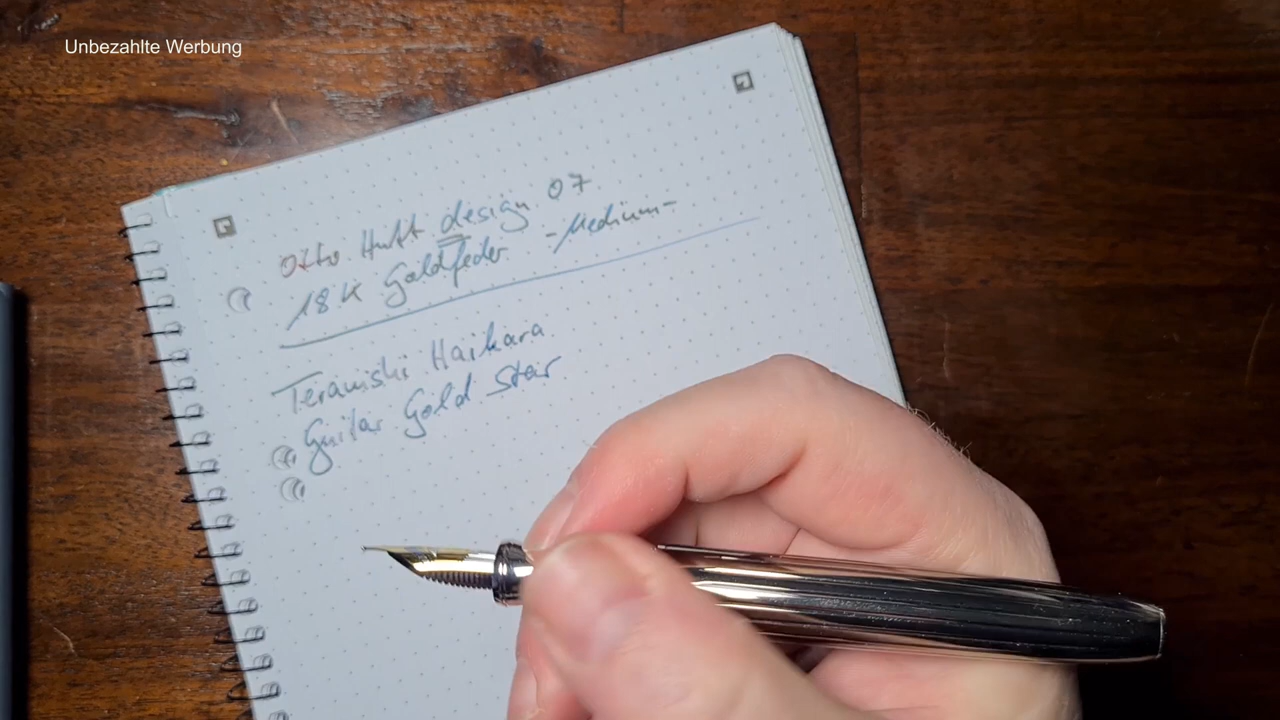 Unbezahlte Werbung
Otto Hutt design 07
18K Goldfeder -Medium-
Teranishi Haikara
Guitar Gold Star